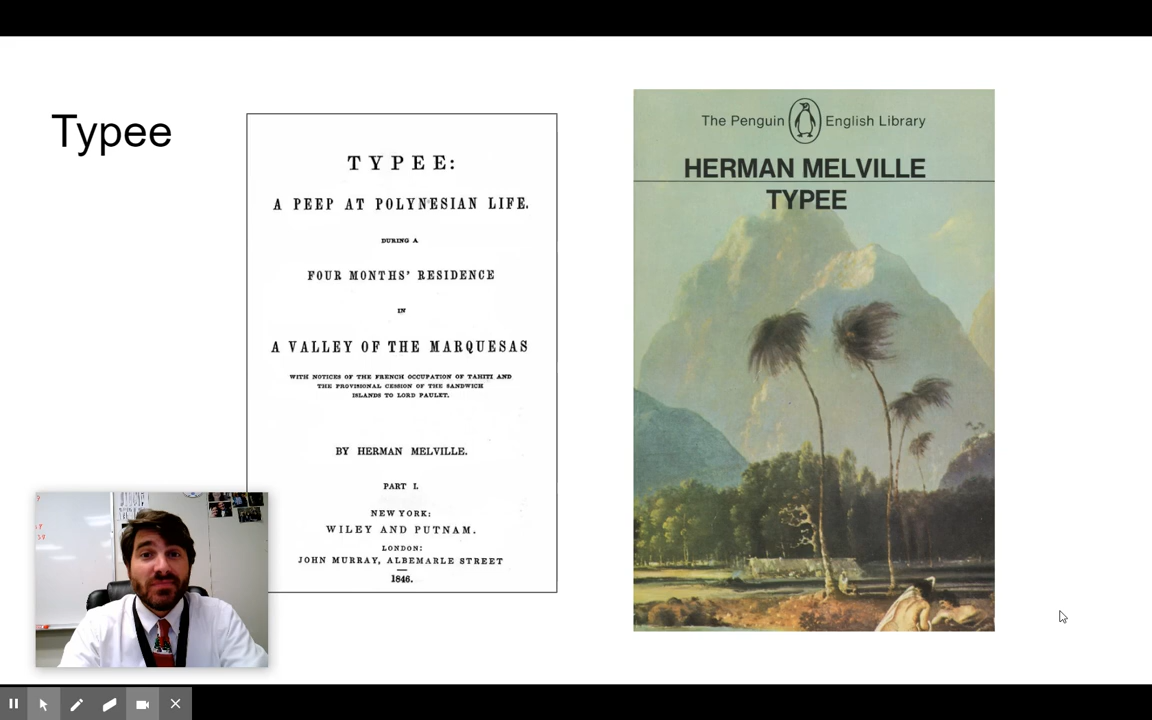 Typee
TYPEE:
A PEEP AT POLYNESIAN LIFE.
DURING A
FOUR MONTHS' RESIDENCE
IN
A VALLEY OF THE MARQUESAS
WITH NOTICES OF THE FRENCH OCCUPATION OF TAHITI AND
THE PROVISIONAL CESSION OF THE SANDWICH
ISLANDS TO LORD PAULET.
BY HERMAN MELVILLE.
PART I.
NEW YORK:
WILEY AND PUTNAM.
LONDON:
JOHN MURRAY, ALBEMARLE STREET
1846.
The Penguin English Library
HERMAN MELVILLE
TYPEE